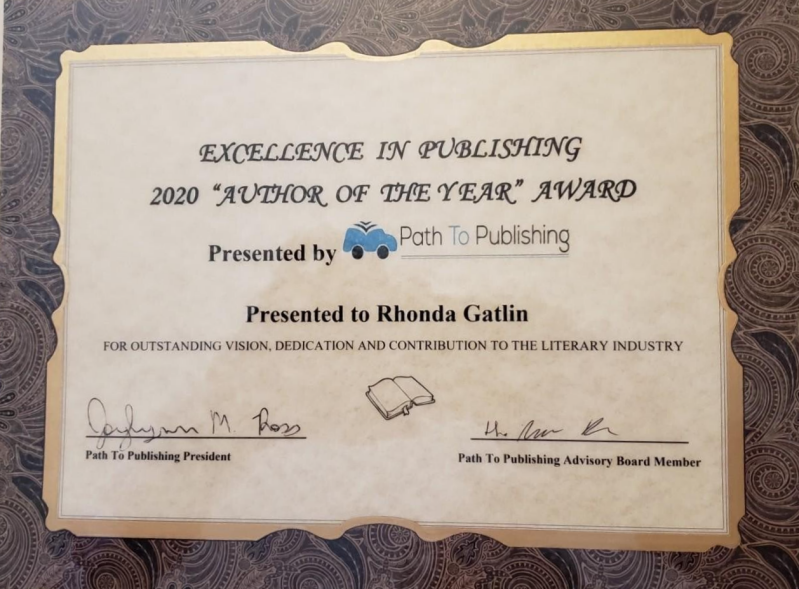 EXCELLENCE IN PUBLISHING
2020 "AUTHOR OF THE YEAR" AWARD
Presented by Path To Publishing
Presented to Rhonda Gatlin
FOR OUTSTANDING VISION, DEDICATION AND CONTRIBUTION TO THE LITERARY INDUSTRY
M. Ross
Path To Publishing President
Path To Publishing Advisory Board Member